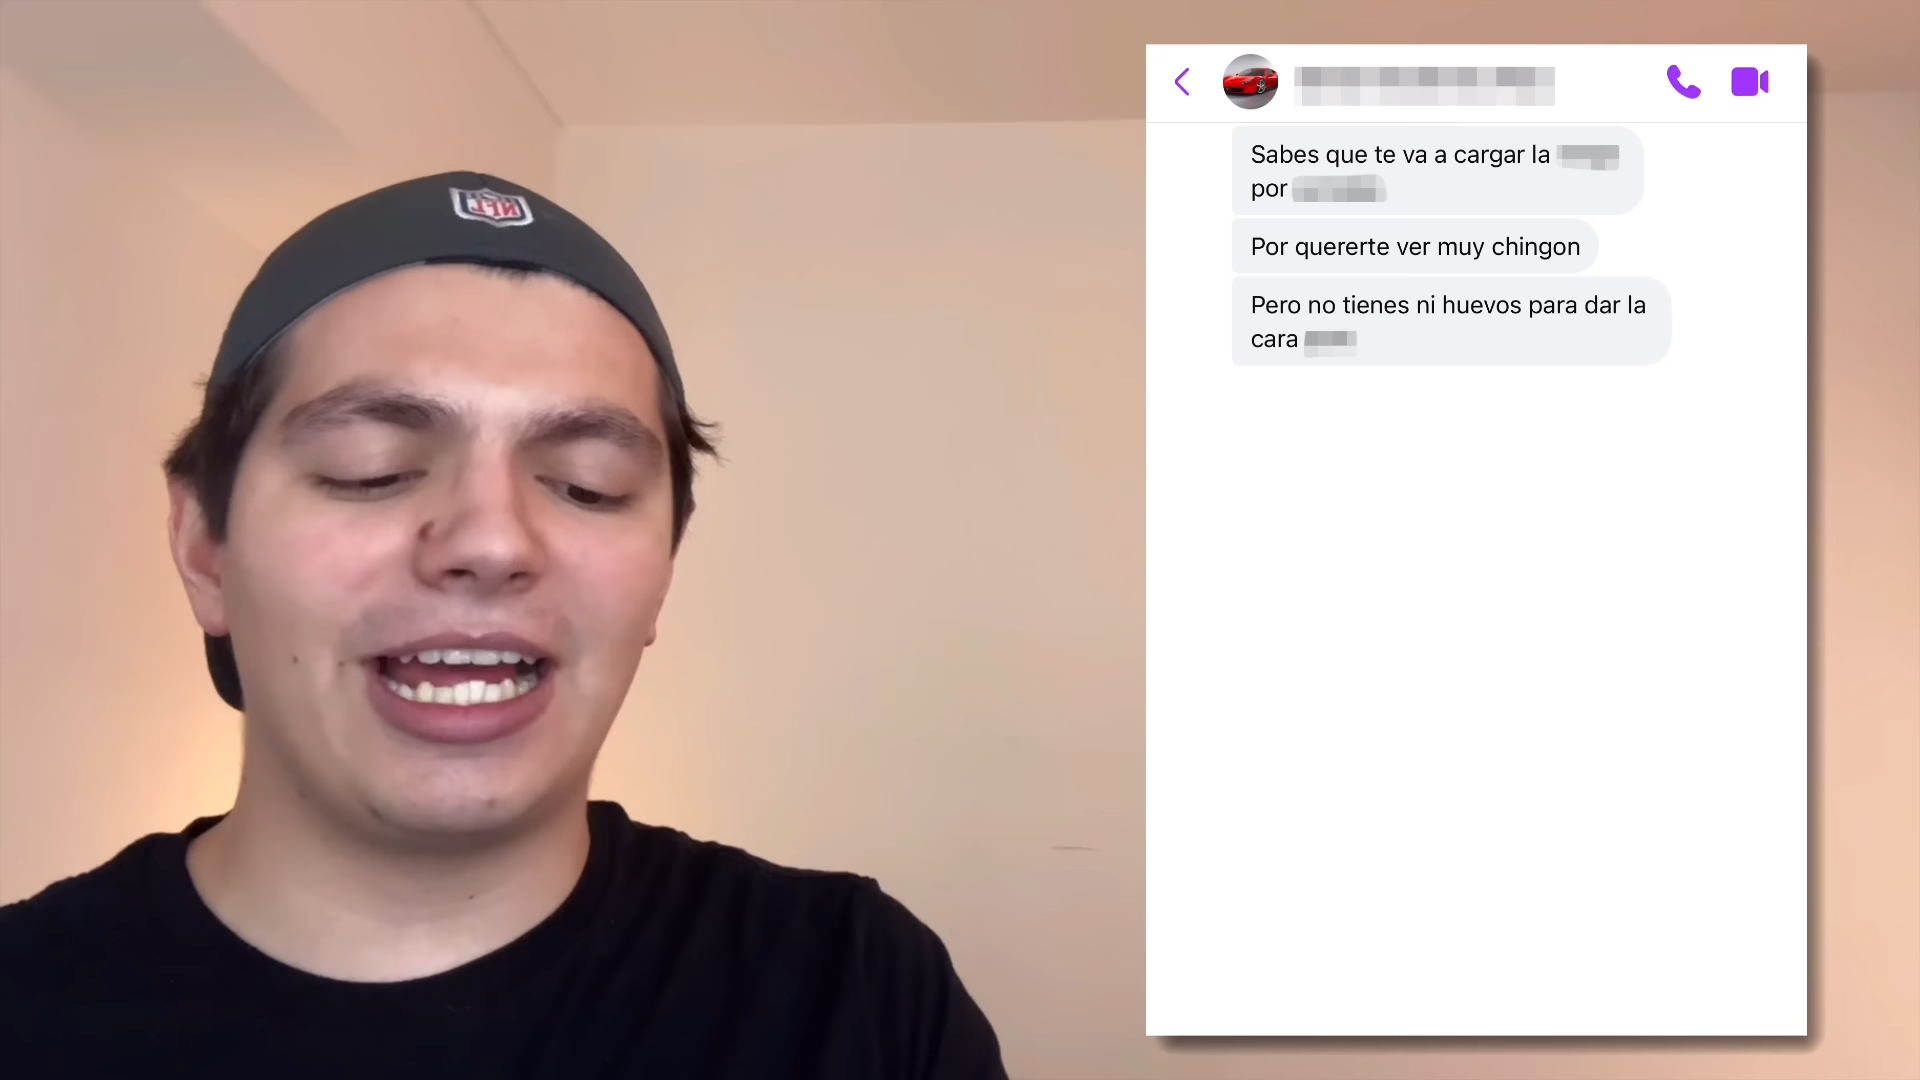 NFL
Sabes que te va a cargar la
por
Por quererte ver muy chingon
Pero no tienes ni huevos para dar la
cara